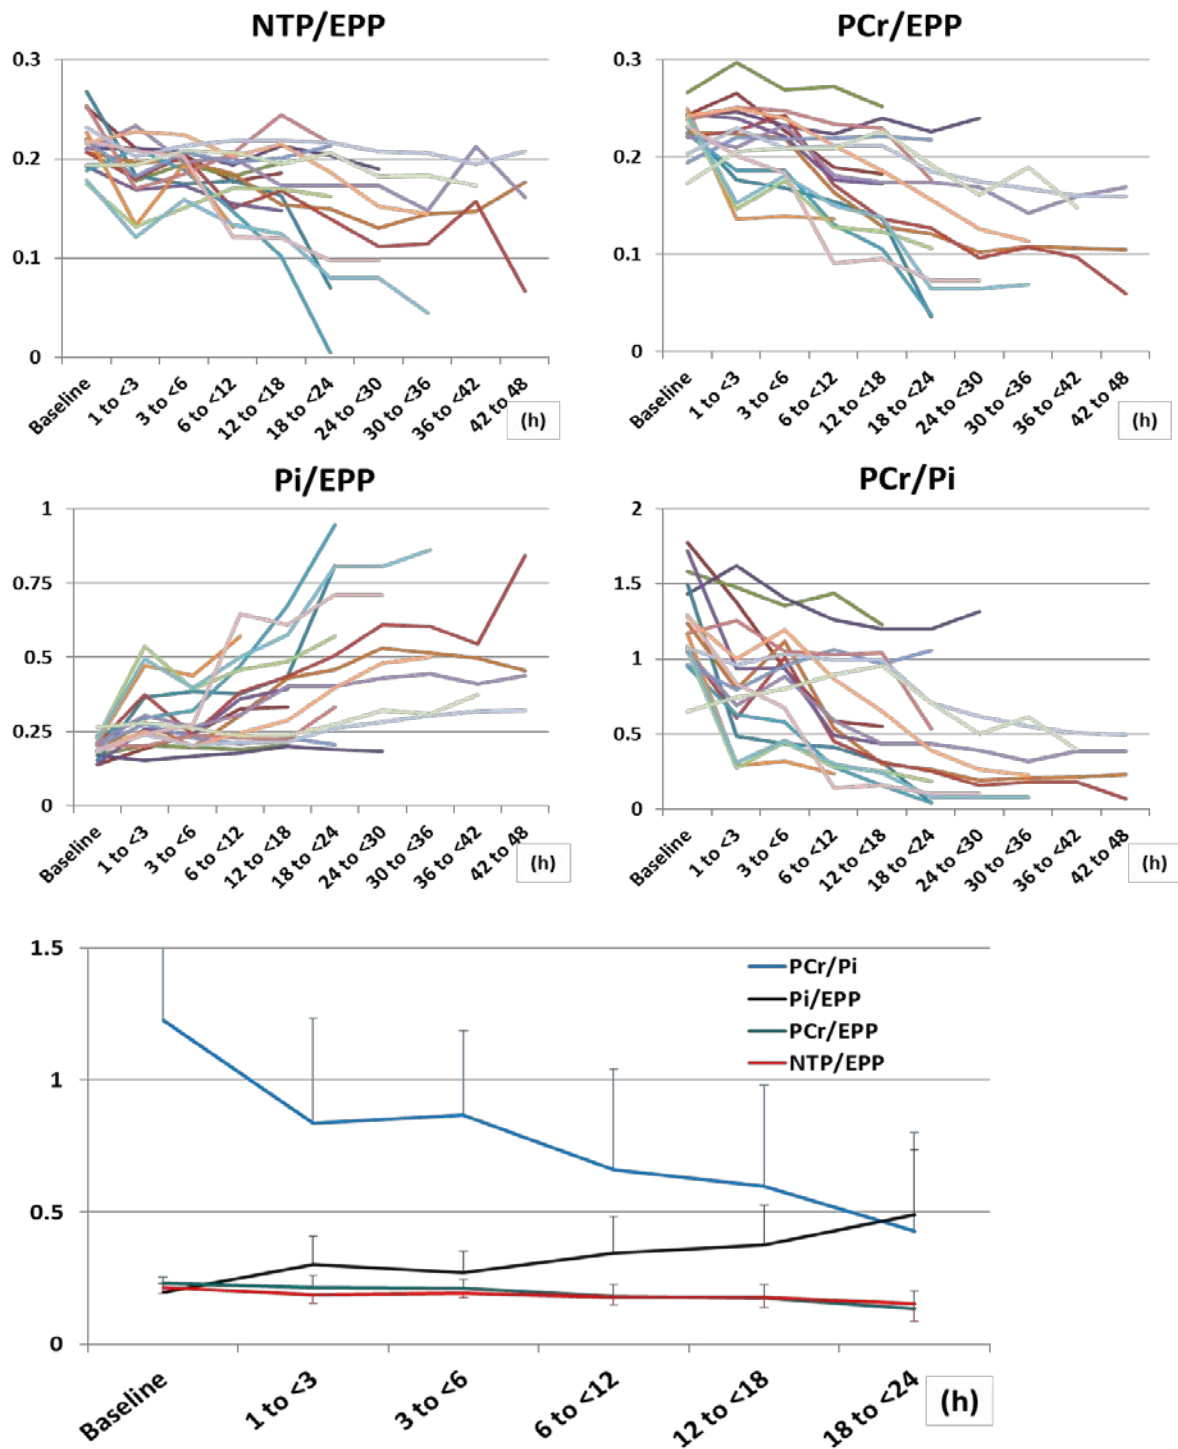 NTP/EPP
0.3
0.2
0.1
0
Baseline
1 to <3
3 to <6
6 to <12
12 to <18
18 to <24
24 to <30
30 to <36
36 to <42
42 to 48
(h)
PCr/EPP
0.3
0.2
0.1
0
Baseline
1 to <3
3 to <6
6 to <12
12 to <18
18 to <24
24 to <30
30 to <36
36 to <42
42 to 48
(h)
Pi/EPP
1
0.75
0.5
0.25
0
Baseline
1 to <3
3 to <6
6 to <12
12 to <18
18 to <24
24 to <30
30 to <36
36 to <42
42 to 48
(h)
PCr/Pi
2
1.5
1
0.5
0
Baseline
1 to <3
3 to <6
6 to <12
12 to <18
18 to <24
24 to <30
30 to <36
36 to <42
42 to 48
(h)
1.5
1
0.5
0
PCr/Pi
Pi/EPP
PCr/EPP
NTP/EPP
Baseline
1 to <3
3 to <6
6 to <12
12 to <18
18 to <24
(h)